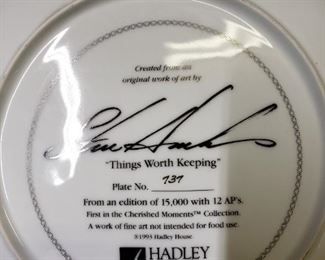 Created from an
original work of art by
Steve Hanks
"Things Worth Keeping"
Plate No. 737
From an edition of 15,000 with 12 AP's.
First in the Cherished Moments™ Collection.
A work of fine art not intended for food use.
©1993 Hadley House
HADLEY